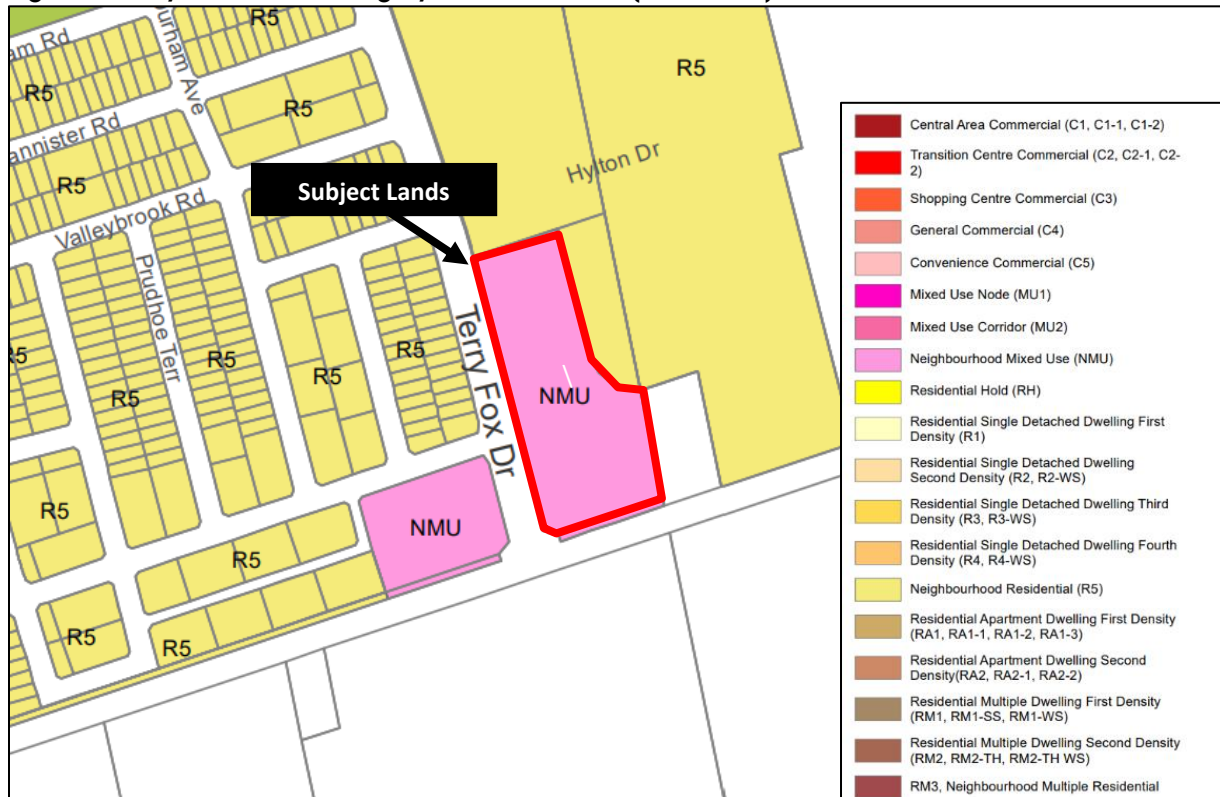 R5
am Rd
urham Ave
R5
R5
R5
annister Rd
R5
Hylton Dr
Subject Lands
Valleybrook Rd
Prudhoe Terr
R5
R5
R5
R5
R5
Terry Fox Dr
NMU
R5
NMU
R5
R5
R5
Central Area Commercial (C1, C1-1, C1-2)
Transition Centre Commercial (C2, C2-1, C2-
2)
Shopping Centre Commercial (C3)
General Commercial (C4)
Convenience Commercial (C5)
Mixed Use Node (MU1)
Mixed Use Corridor (MU2)
Neighbourhood Mixed Use (NMU)
Residential Hold (RH)
Residential Single Detached Dwelling First
Density (R1)
Residential Single Detached Dwelling
Second Density (R2, R2-WS)
Residential Single Detached Dwelling Third
Density (R3, R3-WS)
Residential Single Detached Dwelling Fourth
Density (R4, R4-WS)
Neighbourhood Residential (R5)
Residential Apartment Dwelling First Density
(RA1, RA1-1, RA1-2, RA1-3)
Residential Apartment Dwelling Second
Density(RA2, RA2-1, RA2-2)
Residential Multiple Dwelling First Density
(RM1, RM1-SS, RM1-WS)
Residential Multiple Dwelling Second Density
(RM2, RM2-TH, RM2-TH WS)
RM3, Neighbourhood Multiple Residential